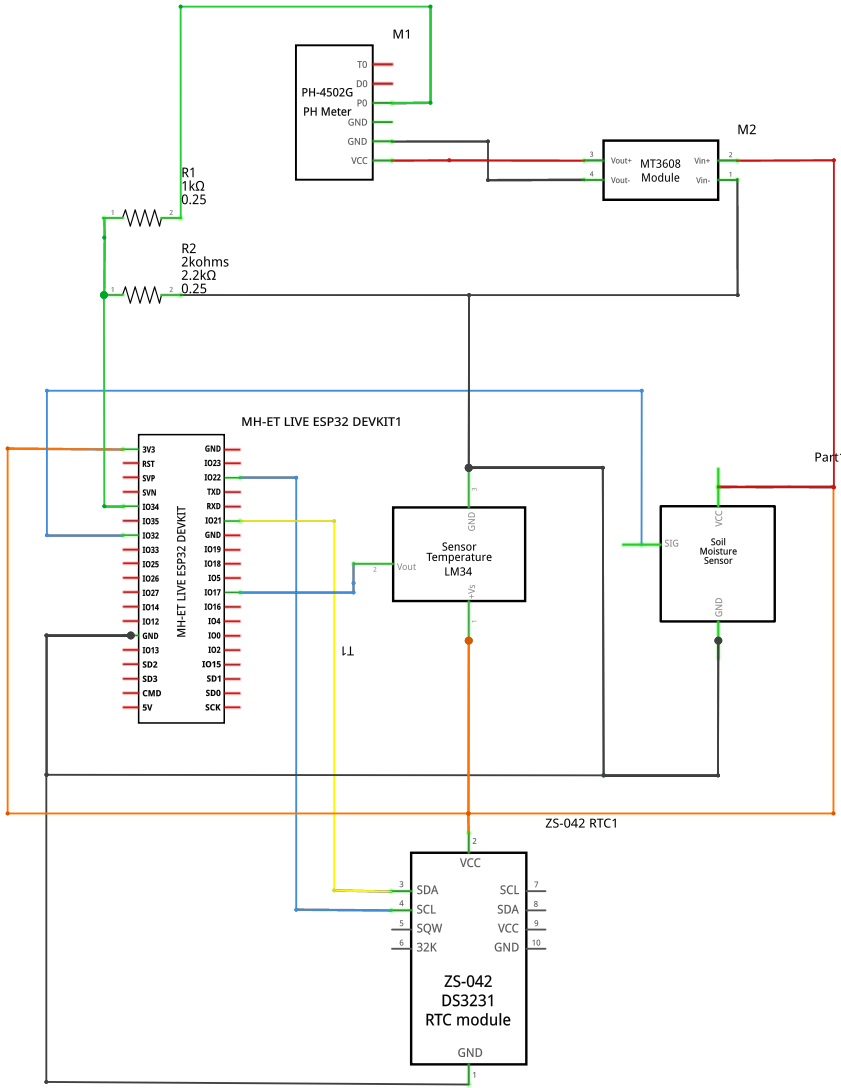 M1
T0
D0
PH-4502G
P0
PH Meter
GND
GND
VCC
M2
3
Vout+
MT3608
Vin+
2
4
Vout-
Module
Vin-
1
R1
1kΩ
0.25
1
2
R2
2kohms
2.2kΩ
0.25
1
2
MH-ET LIVE ESP32 DEVKIT1
3V3
GND
RST
IO23
SVP
IO22
SVN
TXD
IO34
RXD
IO35
IO21
IO32
GND
IO33
IO19
IO25
IO18
IO26
IO5
IO27
IO17
IO14
IO16
IO12
IO4
GND
IO0
IO13
IO2
SD2
IO15
SD3
SD1
CMD
SD0
5V
SCK
MH-ET LIVE ESP32 DEVKIT
T1
3
GND
Sensor
Temperature
LM34
Vout
2
+Vs
1
Part1
VCC
SIG
Soil
Moisture
Sensor
GND
ZS-042 RTC1
2
VCC
3
SDA
SCL
7
4
SCL
SDA
8
5
SQW
VCC
9
6
32K
GND
10
ZS-042
DS3231
RTC module
GND
1